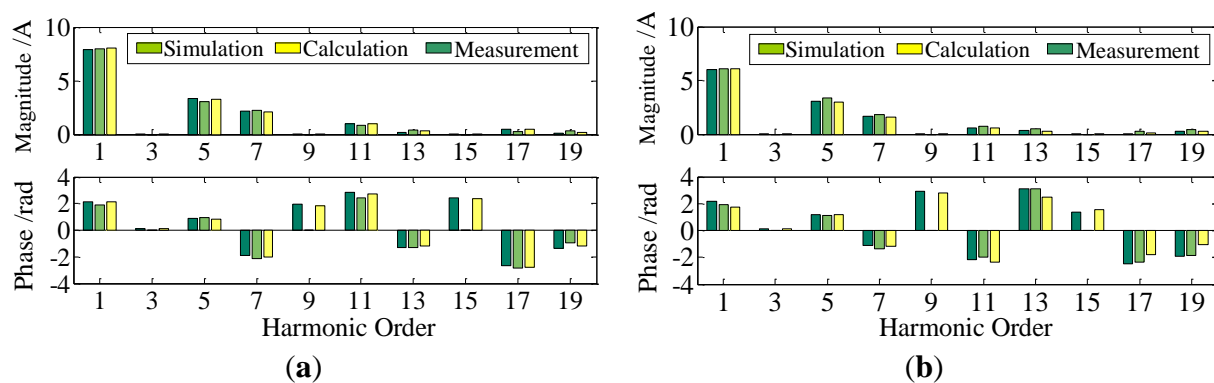 Magnitude /A
10
5
0
Simulation Calculation Measurement
1 3 5 7 9 11 13 15 17 19
Phase /rad
4
2
0
-2
-4
1 3 5 7 9 11 13 15 17 19
Harmonic Order
(a)
Magnitude /A
10
5
0
Simulation Calculation Measurement
1 3 5 7 9 11 13 15 17 19
Phase /rad
4
2
0
-2
-4
1 3 5 7 9 11 13 15 17 19
Harmonic Order
(b)